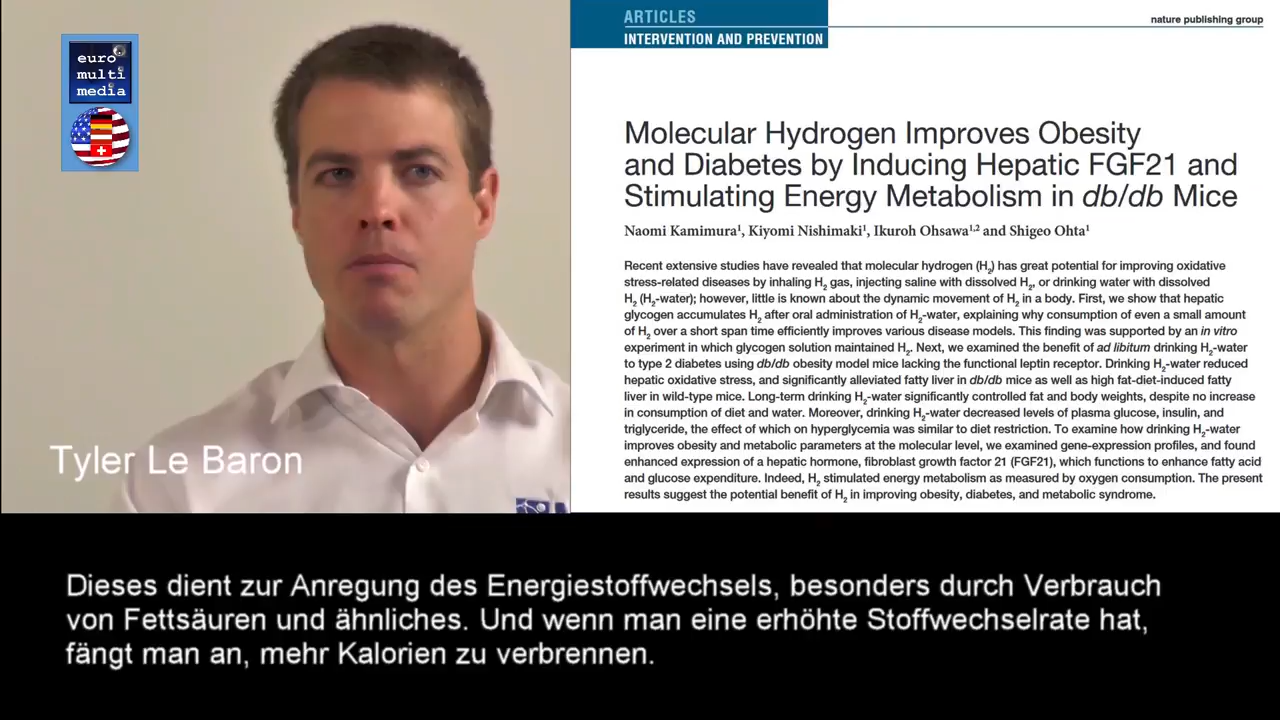 euro
multi
media
Tyler Le Baron
ARTICLES
nature publishing group
INTERVENTION AND PREVENTION
Molecular Hydrogen Improves Obesity
and Diabetes by Inducing Hepatic FGF21 and
Stimulating Energy Metabolism in db/db Mice
Naomi Kamimura¹, Kiyomi Nishimaki¹, Ikuroh Ohsawa¹,² and Shigeo Ohta¹
Recent extensive studies have revealed that molecular hydrogen (H₂) has great potential for improving oxidative
stress-related diseases by inhaling H₂ gas, injecting saline with dissolved H₂, or drinking water with dissolved
H₂ (H₂-water); however, little is known about the dynamic movement of H₂ in a body. First, we show that hepatic
glycogen accumulates H₂ after oral administration of H₂-water, explaining why consumption of even a small amount
of H₂ over a short span time efficiently improves various disease models. This finding was supported by an in vitro
experiment in which glycogen solution maintained H₂. Next, we examined the benefit of ad libitum drinking H₂-water
to type 2 diabetes using db/db obesity model mice lacking the functional leptin receptor. Drinking H₂-water reduced
hepatic oxidative stress, and significantly alleviated fatty liver in db/db mice as well as high fat-diet-induced fatty
liver in wild-type mice. Long-term drinking H₂-water significantly controlled fat and body weights, despite no increase
in consumption of diet and water. Moreover, drinking H₂-water decreased levels of plasma glucose, insulin, and
triglyceride, the effect of which on hyperglycemia was similar to diet restriction. To examine how drinking H₂-water
improves obesity and metabolic parameters at the molecular level, we examined gene-expression profiles, and found
enhanced expression of a hepatic hormone, fibroblast growth factor 21 (FGF21), which functions to enhance fatty acid
and glucose expenditure. Indeed, H₂ stimulated energy metabolism as measured by oxygen consumption. The present
results suggest the potential benefit of H₂ in improving obesity, diabetes, and metabolic syndrome.
Dieses dient zur Anregung des Energiestoffwechsels, besonders durch Verbrauch
von Fettsäuren und ähnliches. Und wenn man eine erhöhte Stoffwechselrate hat,
fängt man an, mehr Kalorien zu verbrennen.